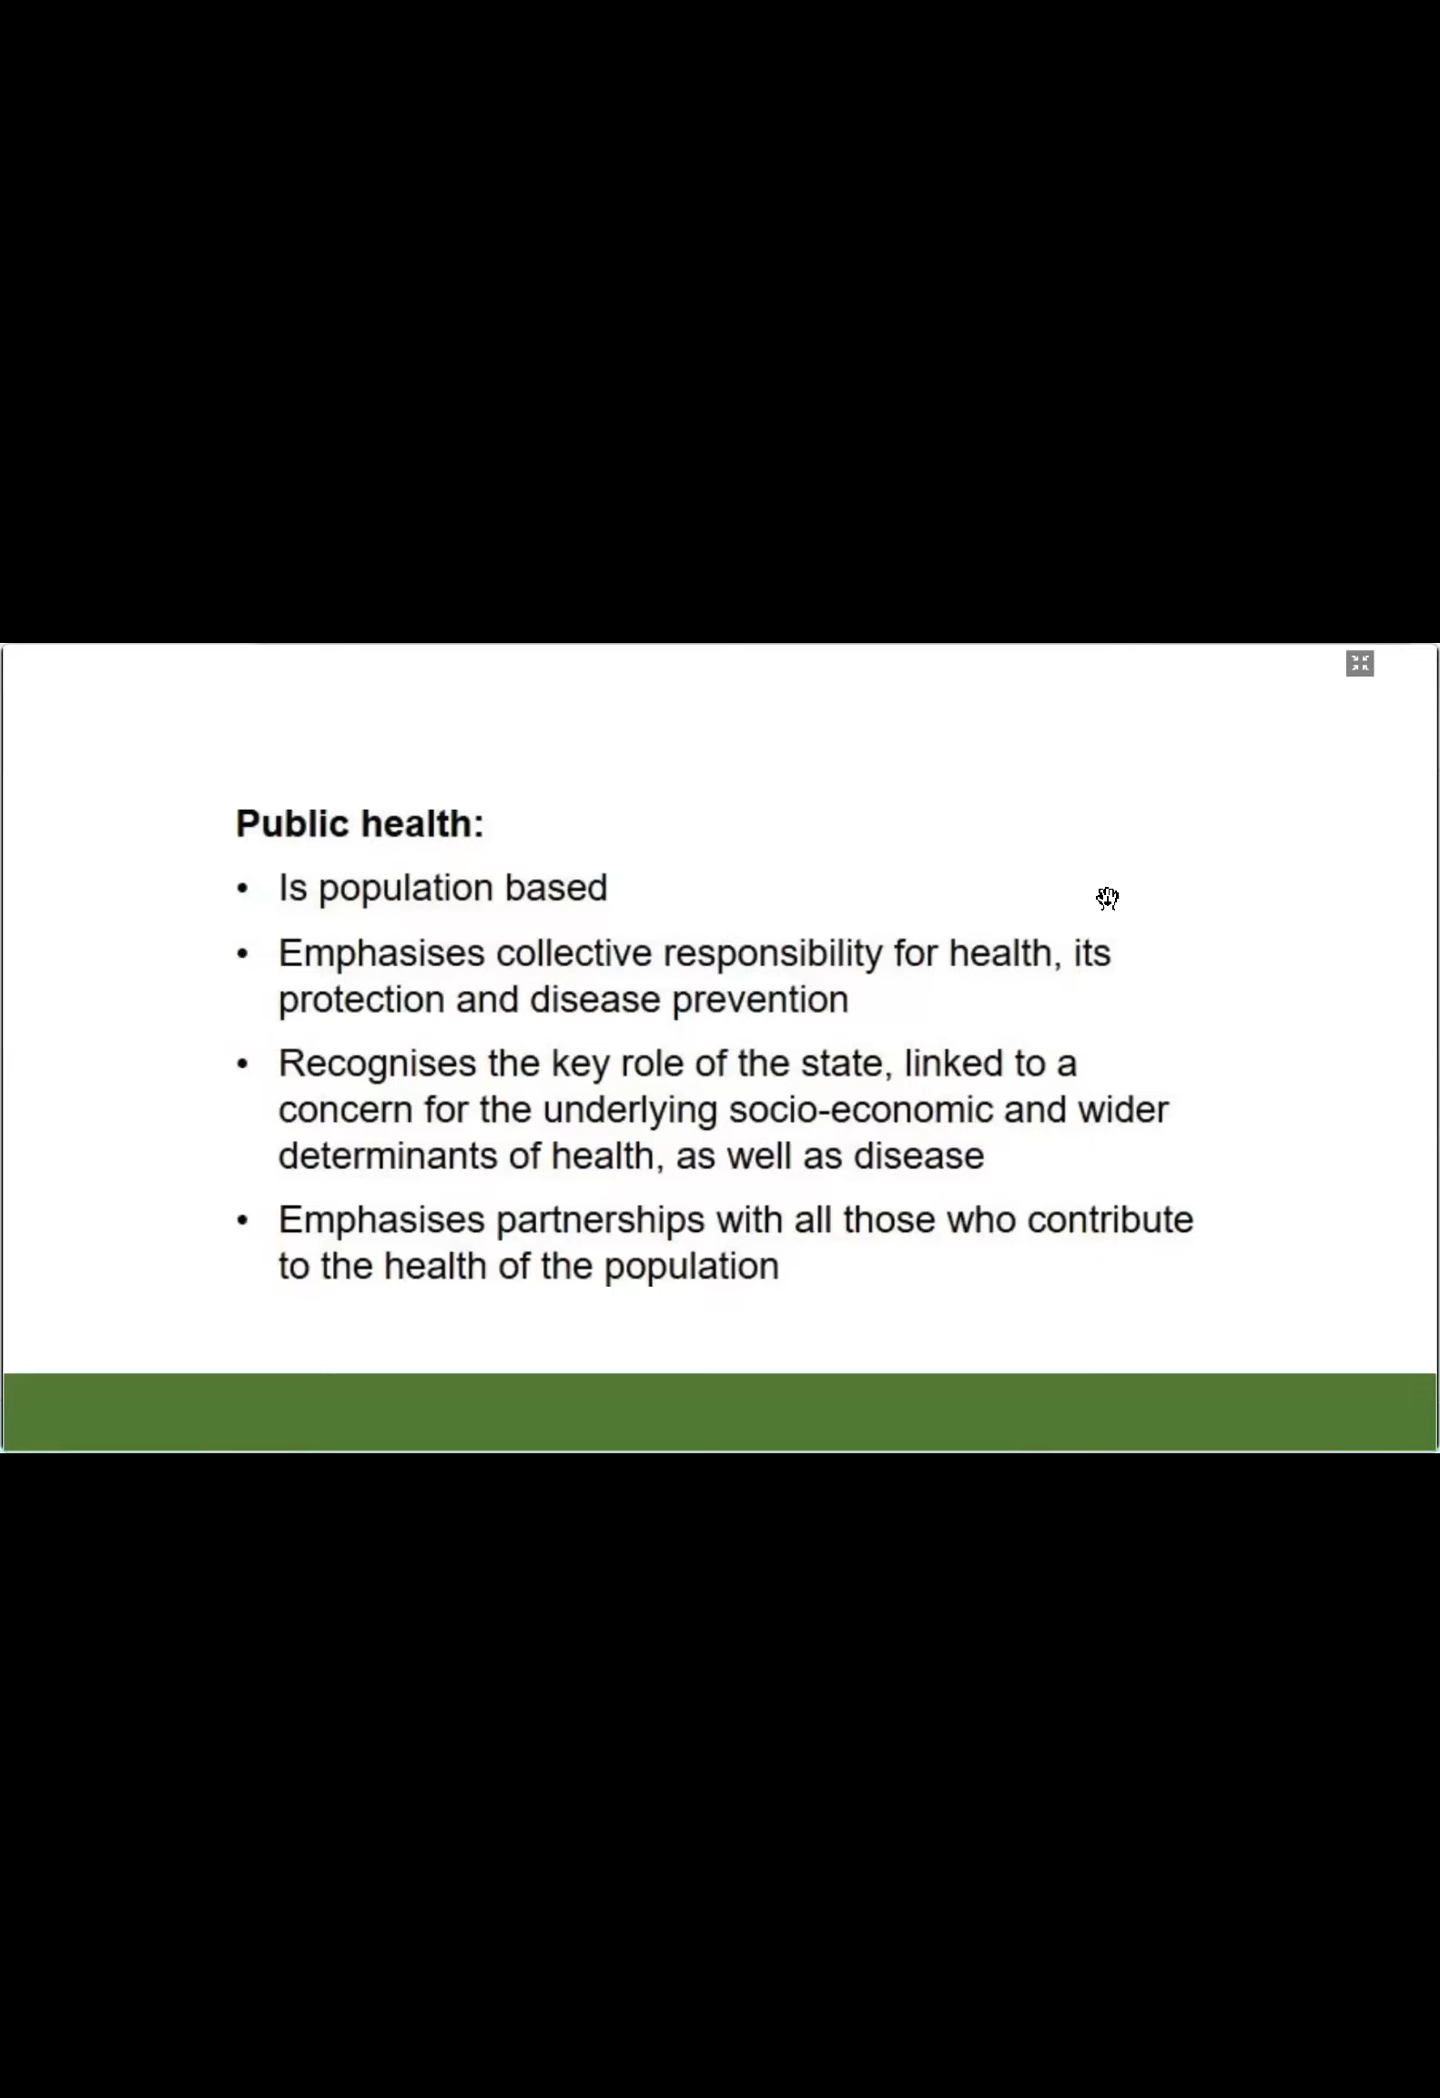 Public health:
• Is population based
• Emphasises collective responsibility for health, its
protection and disease prevention
• Recognises the key role of the state, linked to a
concern for the underlying socio-economic and wider
determinants of health, as well as disease
• Emphasises partnerships with all those who contribute
to the health of the population